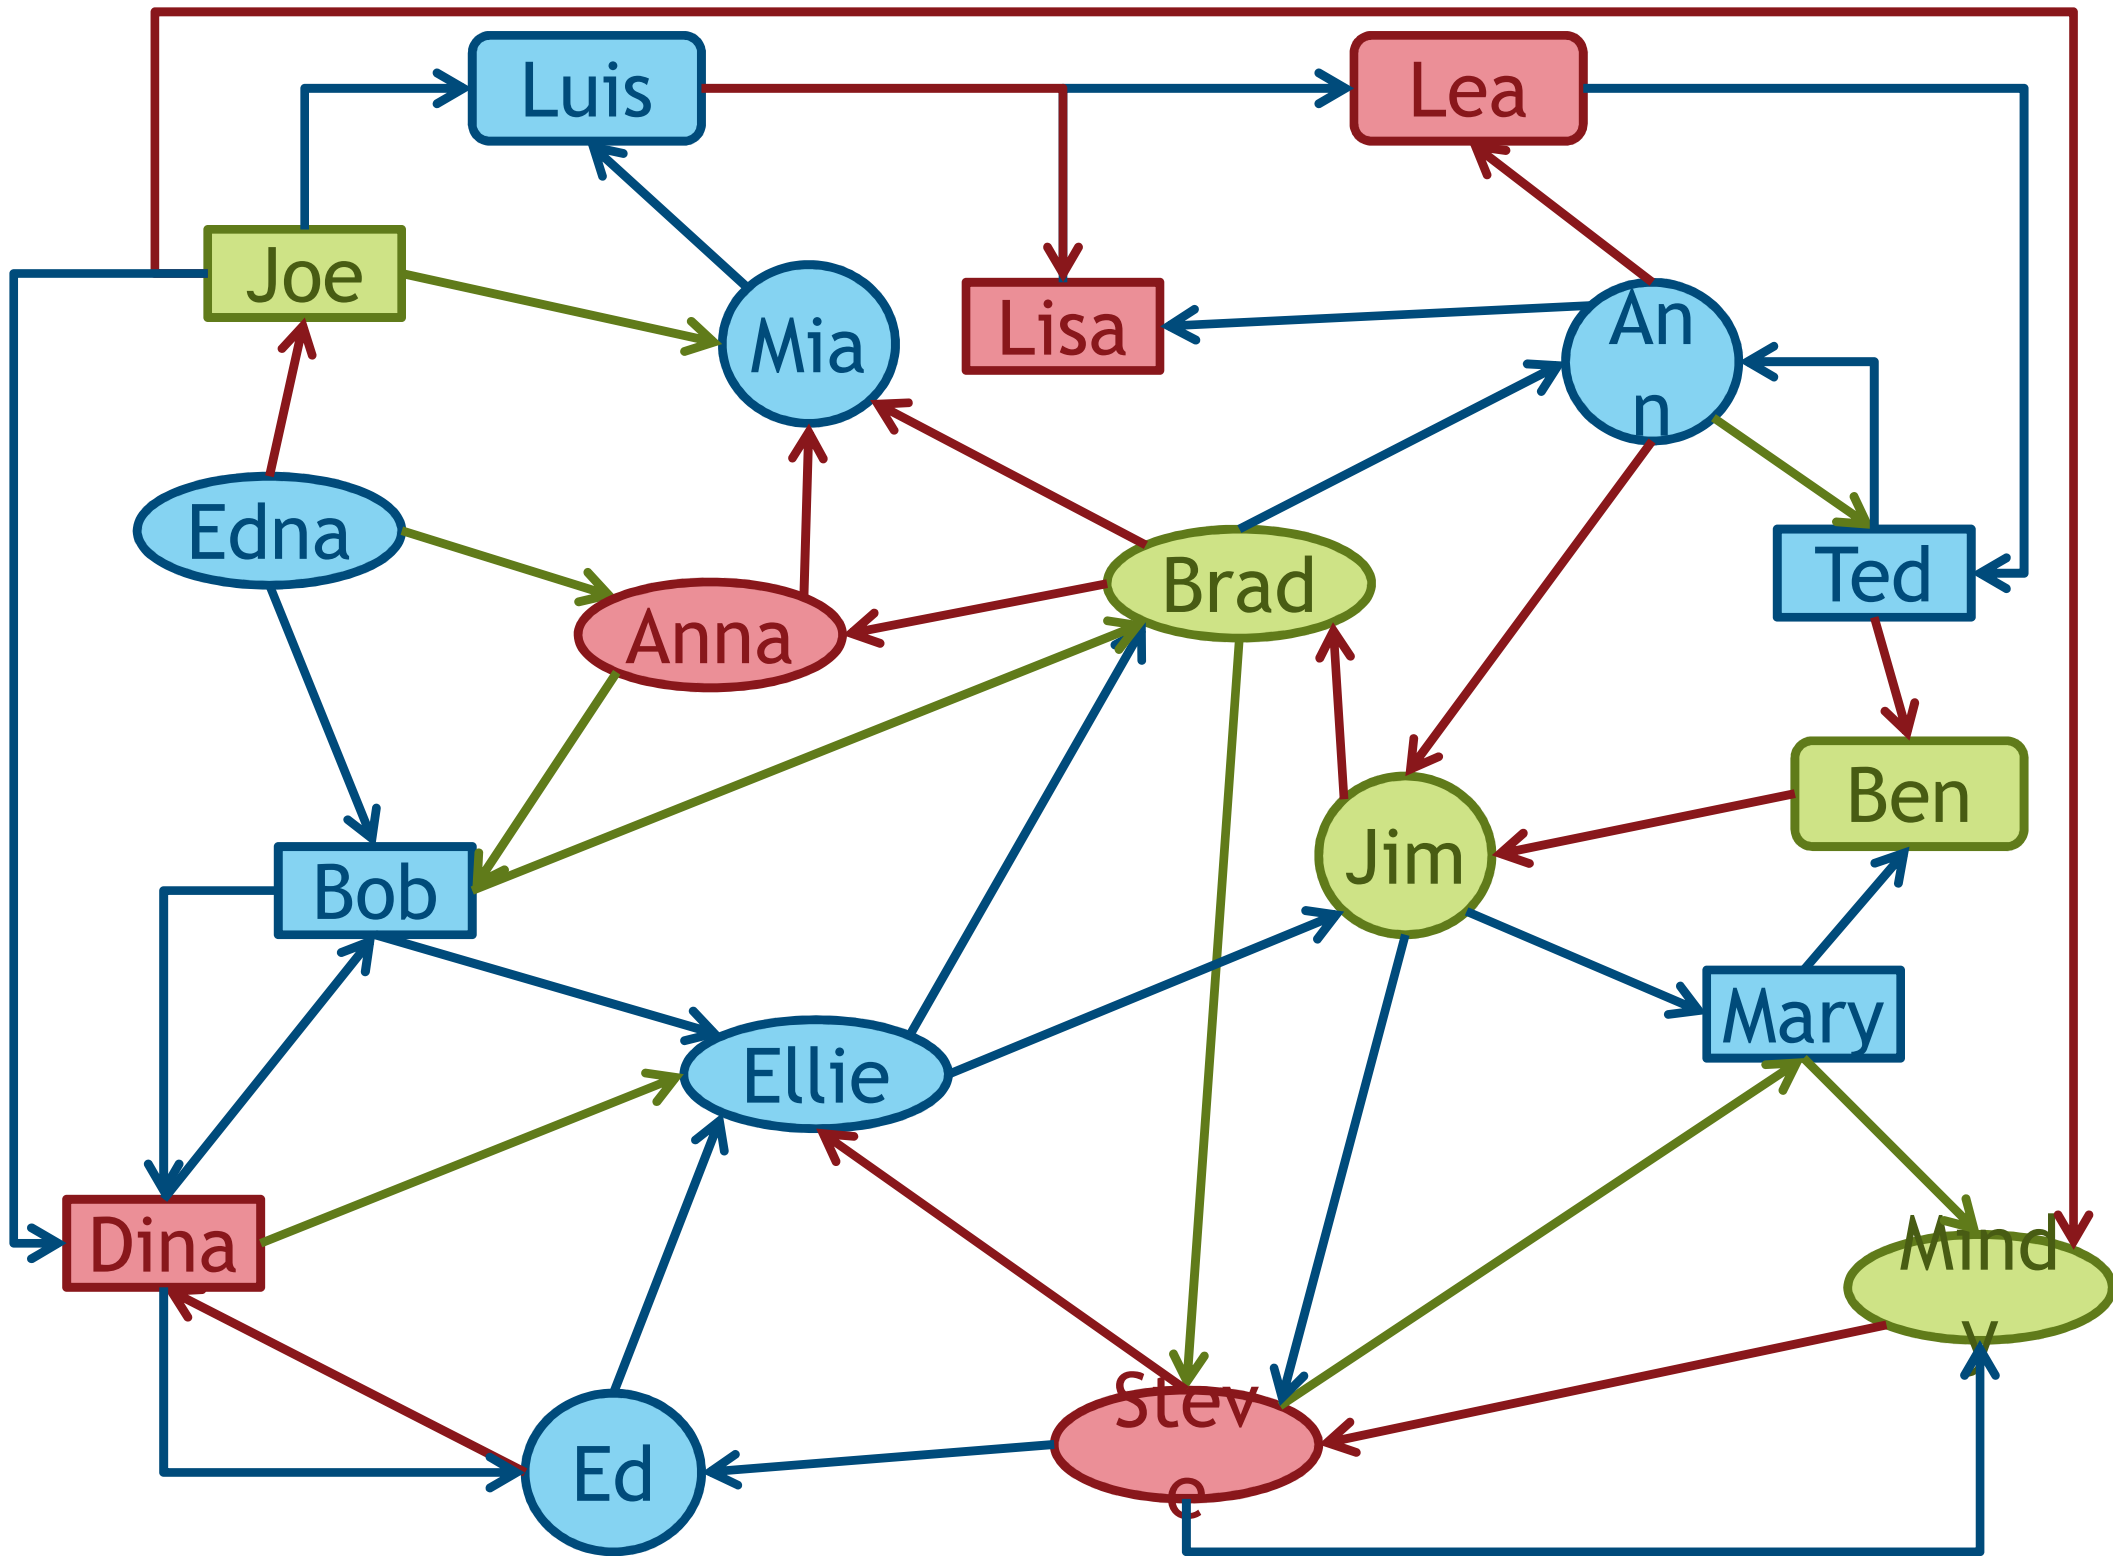 Luis
Lea
Joe
Mia
Lisa
An
n
Edna
Brad
Ted
Anna
Ben
Jim
Bob
Mary
Ellie
Dina
Mind
y
Stev
e
Ed